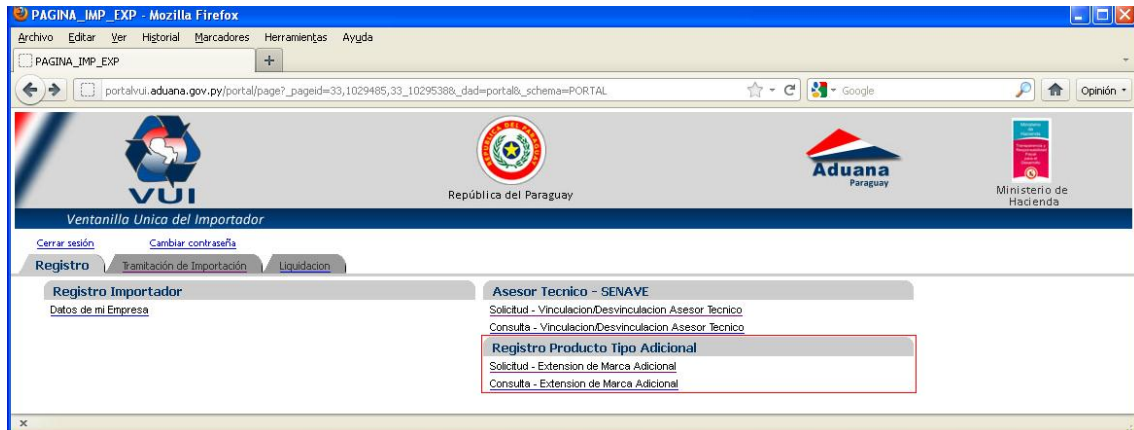 PAGINA_IMP_EXP - Mozilla Firefox
Archivo Editar Ver Historial Marcadores Herramientas Ayuda
PAGINA_IMP_EXP +
portalvui.aduana.gov.py/portal/page?_pageid=33,1029485,33_1029538&_dad=portal&_schema=PORTAL Google Opinión
VUI
República del Paraguay
Aduana
Paraguay
Ministerio de
Hacienda
Ventanilla Unica del Importador
Cerrar sesión Cambiar contraseña
Registro Tramitación de Importación Liquidacion
Registro Importador Asesor Tecnico - SENAVE
Datos de mi Empresa Solicitud - Vinculacion/Desvinculacion Asesor Tecnico
Consulta - Vinculacion/Desvinculacion Asesor Tecnico
Registro Producto Tipo Adicional
Solicitud - Extension de Marca Adicional
Consulta - Extension de Marca Adicional